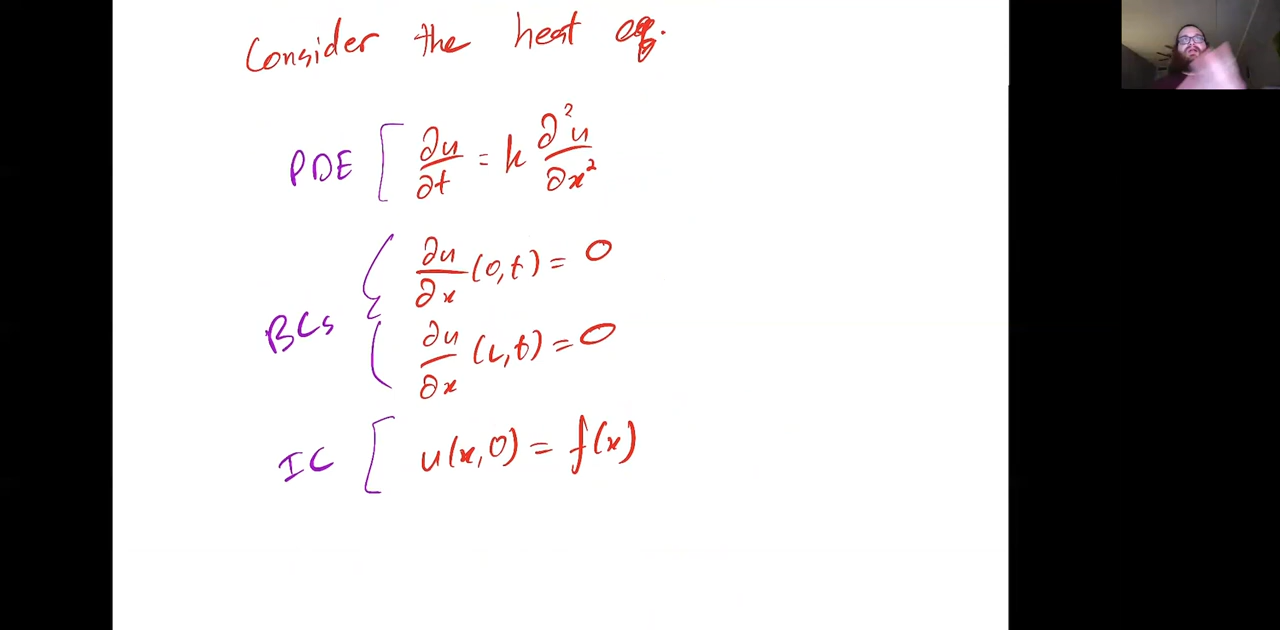 Consider the heat eq.
PDE [ ∂u/∂t = k ∂²u/∂x²
BCs { ∂u/∂x (0,t) = 0
∂u/∂x (L,t) = 0
IC [ u(x,0) = f(x)